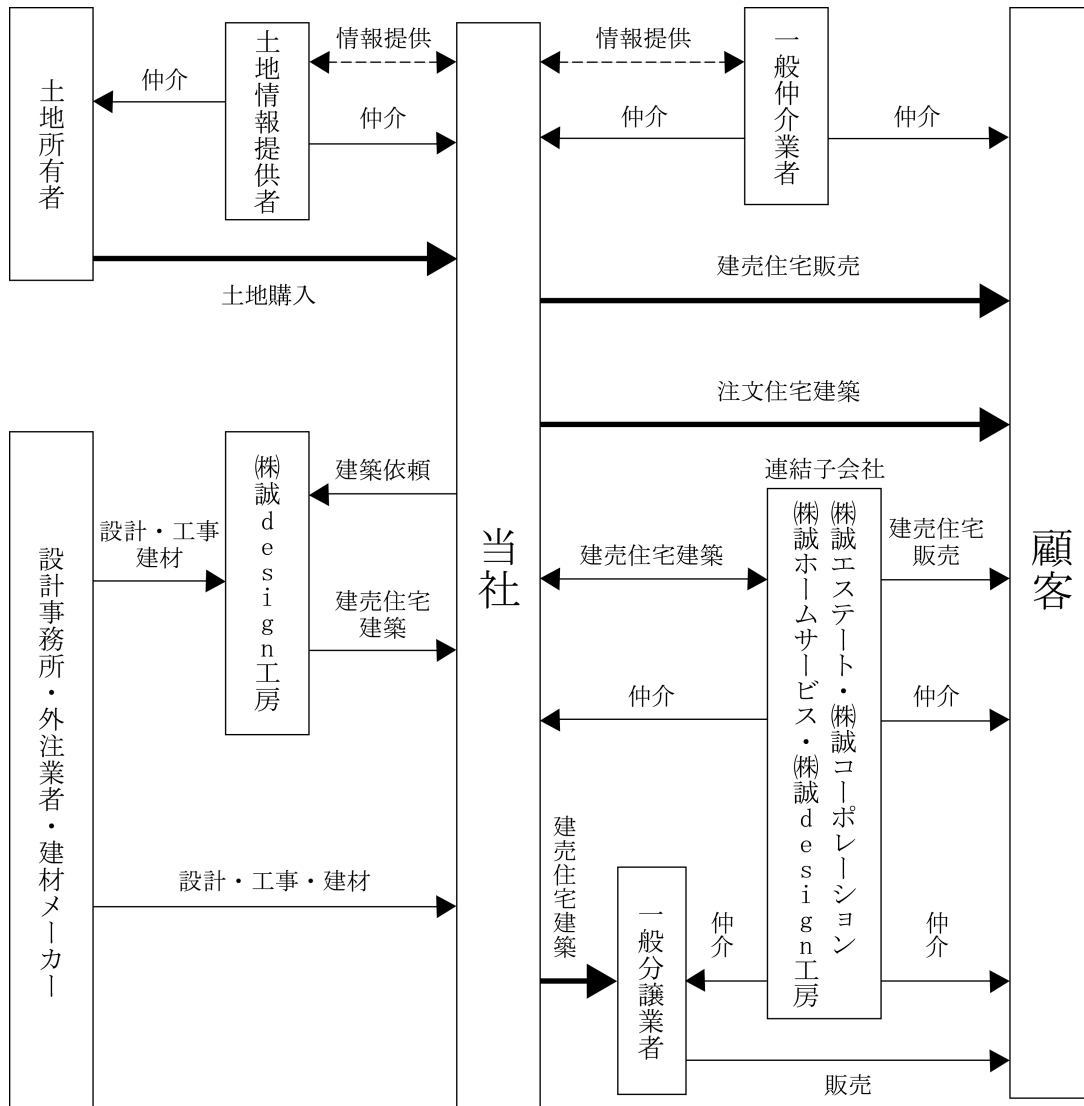 土地所有者
仲介
土地情報提供者
情報提供
仲介
土地購入
当社
情報提供
仲介
一般仲介業者
仲介
顧客
建売住宅販売
注文住宅建築
設計事務所・外注業者・建材メーカー
設計・工事
建材
㈱誠design工房
建築依頼
建売住宅
建築
設計・工事・建材
連結子会社
㈱誠エステート・㈱誠コーポレーション
㈱誠ホームサービス・㈱誠design工房
建売住宅建築
建売住宅
販売
仲介
仲介
建売住宅建築
一般分譲業者
仲介
仲介
販売